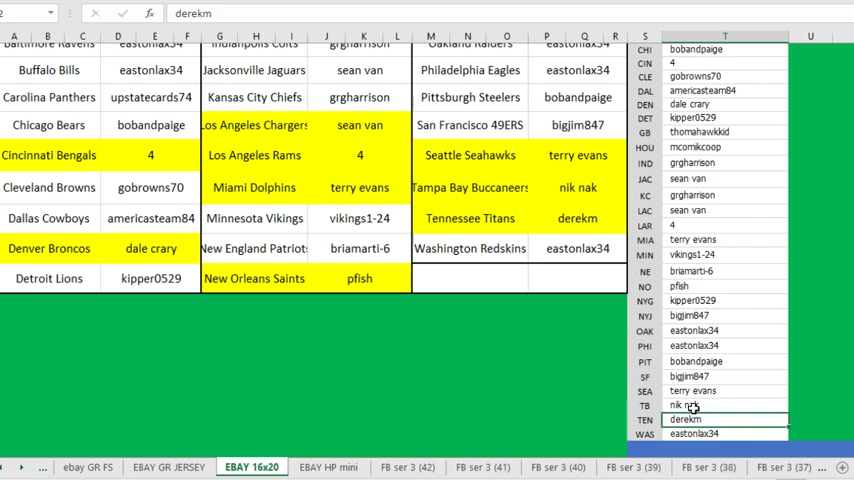 derekm
A B C D E F G H I J K L M N O P Q R S T U
Baltimore Ravens eastonlax34 Indianapolis Colts grgharrison Oakland Raiders eastonlax34 CHI bobandpaige
CIN 4
Buffalo Bills eastonlax34 Jacksonville Jaguars sean van Philadelphia Eagles eastonlax34 CLE gobrowns70
DAL americasteam84
Carolina Panthers upstatecards74 Kansas City Chiefs grgharrison Pittsburgh Steelers bobandpaige DEN dale crary
DET kipper0529
Chicago Bears bobandpaige Los Angeles Chargers sean van San Francisco 49ERS bigjim847 GB thomahawkkid
HOU mcomikcoop
Cincinnati Bengals 4 Los Angeles Rams 4 Seattle Seahawks terry evans IND grgharrison
JAC sean van
Cleveland Browns gobrowns70 Miami Dolphins terry evans Tampa Bay Buccaneers nik nak KC grgharrison
LAC sean van
Dallas Cowboys americasteam84 Minnesota Vikings vikings1-24 Tennessee Titans derekm LAR 4
MIA terry evans
Denver Broncos dale crary New England Patriots briamarti-6 Washington Redskins eastonlax34 MIN vikings1-24
NE briamarti-6
Detroit Lions kipper0529 New Orleans Saints pfish NO pfish
NYG kipper0529
NYJ bigjim847
OAK eastonlax34
PHI eastonlax34
PIT bobandpaige
SF bigjim847
SEA terry evans
TB nik nak
TEN derekm
WAS eastonlax34
... ebay GR FS EBAY GR JERSEY EBAY 16x20 EBAY HP mini FB ser 3 (42) FB ser 3 (41) FB ser 3 (40) FB ser 3 (39) FB ser 3 (38) FB ser 3 (37) ...